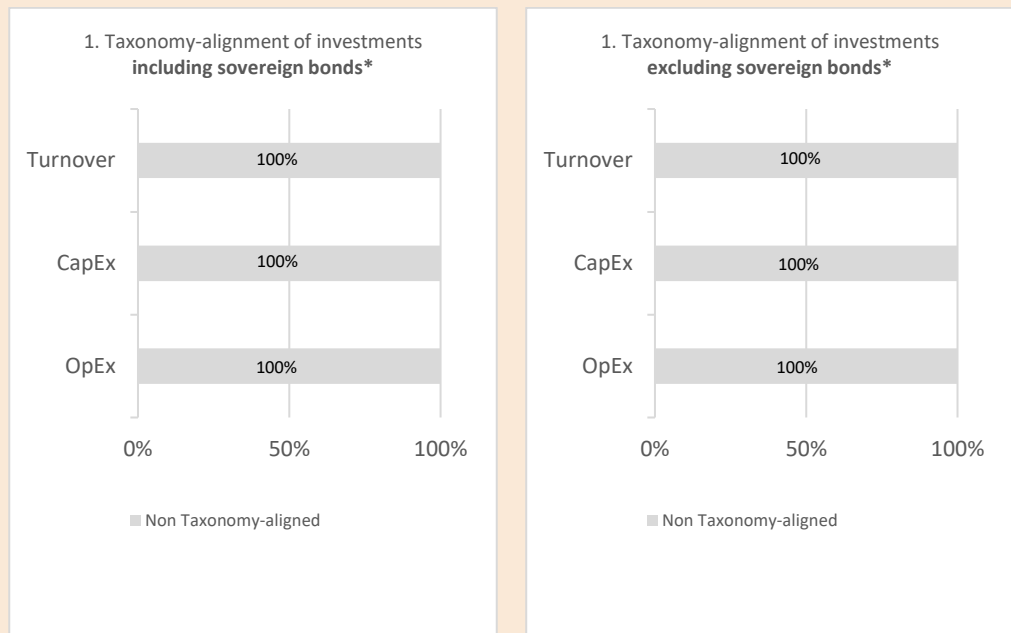 1. Taxonomy-alignment of investments
including sovereign bonds*
Turnover
100%
CapEx
100%
OpEx
100%
0%
50%
100%
Non Taxonomy-aligned
1. Taxonomy-alignment of investments
excluding sovereign bonds*
Turnover
100%
CapEx
100%
OpEx
100%
0%
50%
100%
Non Taxonomy-aligned